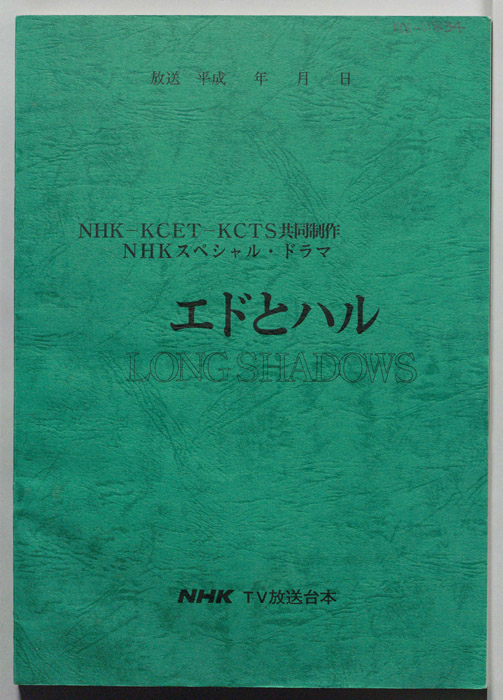 放送 平成 年 月 日
NHK－KCET－KCTS共同制作
NHKスペシャル・ドラマ
エドとハル
LONG SHADOWS
NHK TV放送台本